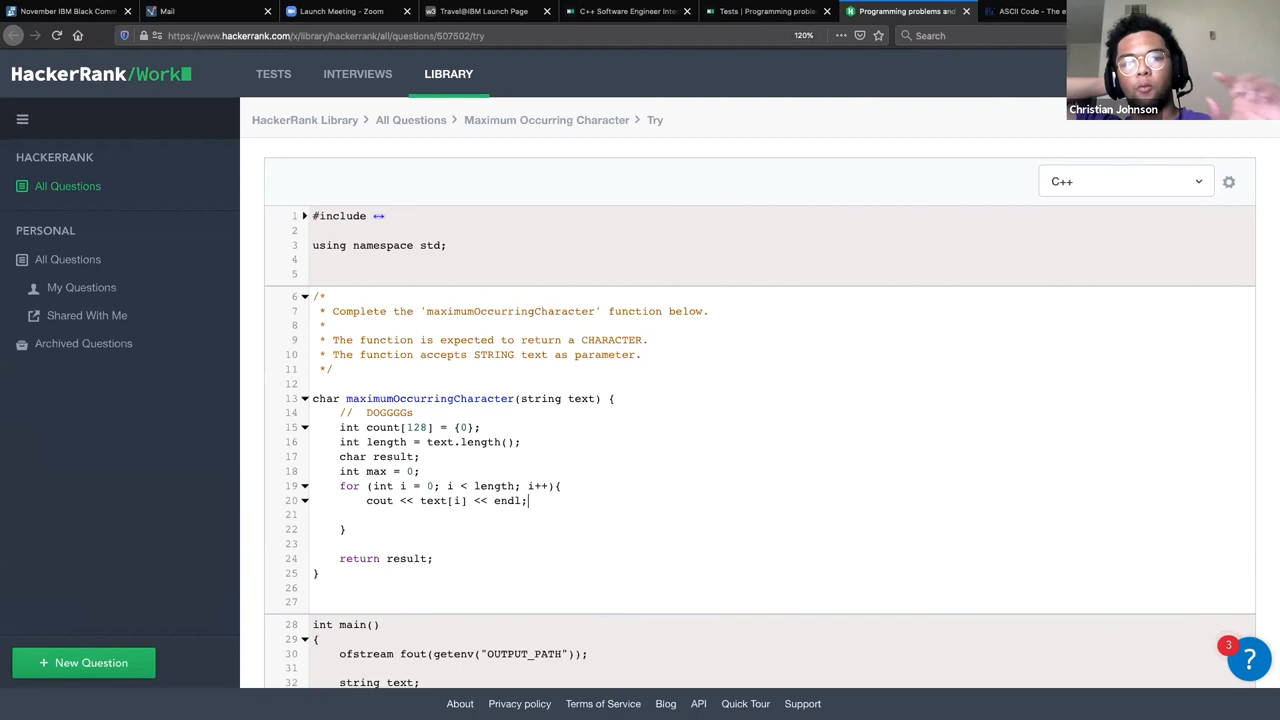 November IBM Black Comm
Mail
Launch Meeting - Zoom
Travel@IBM Launch Page
C++ Software Engineer Inte
Tests | Programming proble
Programming problems and
ASCII Code - The e
https://www.hackerrank.com/x/library/hackerrank/all/questions/507502/try
120%
Search
HackerRank/Work
TESTS
INTERVIEWS
LIBRARY
Christian Johnson
HackerRank Library > All Questions > Maximum Occurring Character > Try
HACKERRANK
All Questions
PERSONAL
All Questions
My Questions
Shared With Me
Archived Questions
New Question
C++
1 #include
2
3 using namespace std;
4
5
6 /*
7  * Complete the 'maximumOccurringCharacter' function below.
8  *
9  * The function is expected to return a CHARACTER.
10  * The function accepts STRING text as parameter.
11  */
12
13 char maximumOccurringCharacter(string text) {
14     //  DOGGGGs
15     int count[128] = {0};
16     int length = text.length();
17     char result;
18     int max = 0;
19     for (int i = 0; i < length; i++){
20         cout << text[i] << endl;
21
22     }
23
24     return result;
25 }
26
27
28 int main()
29 {
30     ofstream fout(getenv("OUTPUT_PATH"));
31
32     string text;
3
?
About
Privacy policy
Terms of Service
Blog
API
Quick Tour
Support